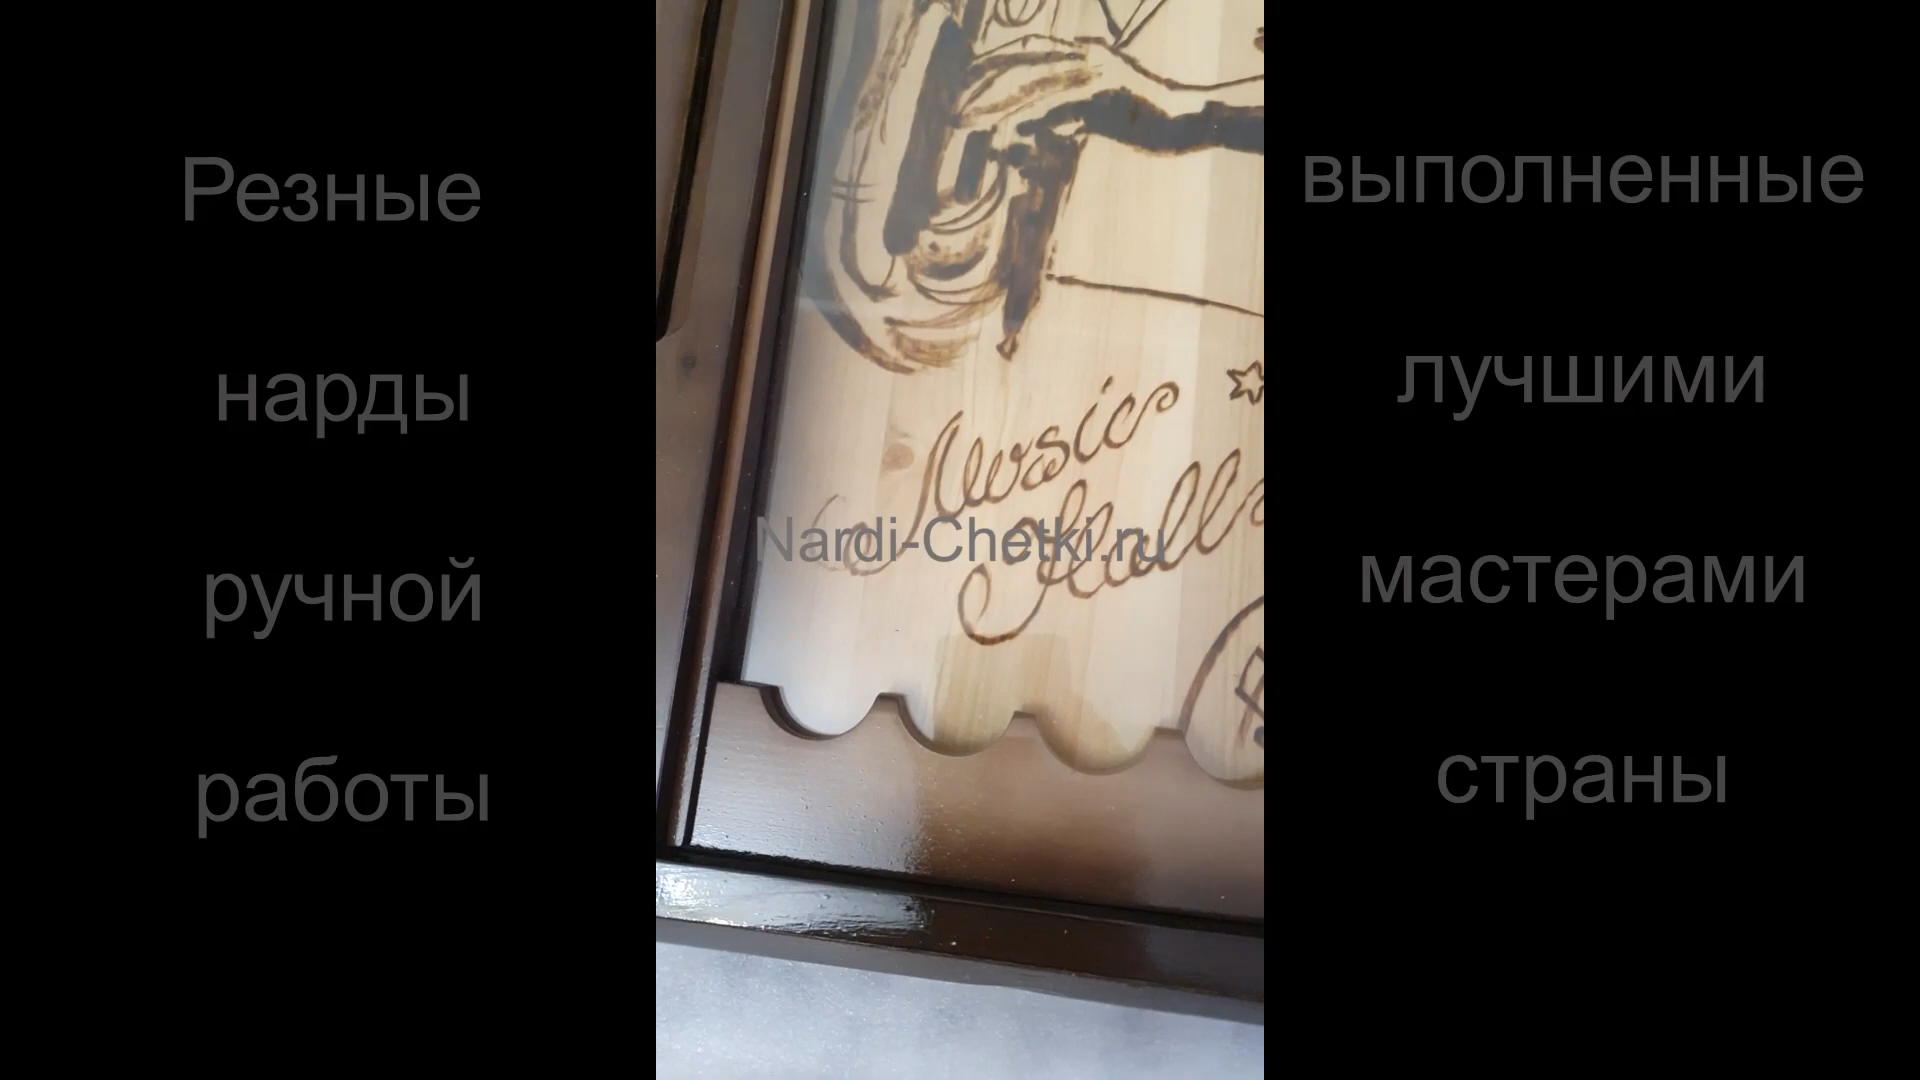 Резные
нарды
ручной
работы
Music
Hall
Nardi-Chetki.ru
выполненные
лучшими
мастерами
страны